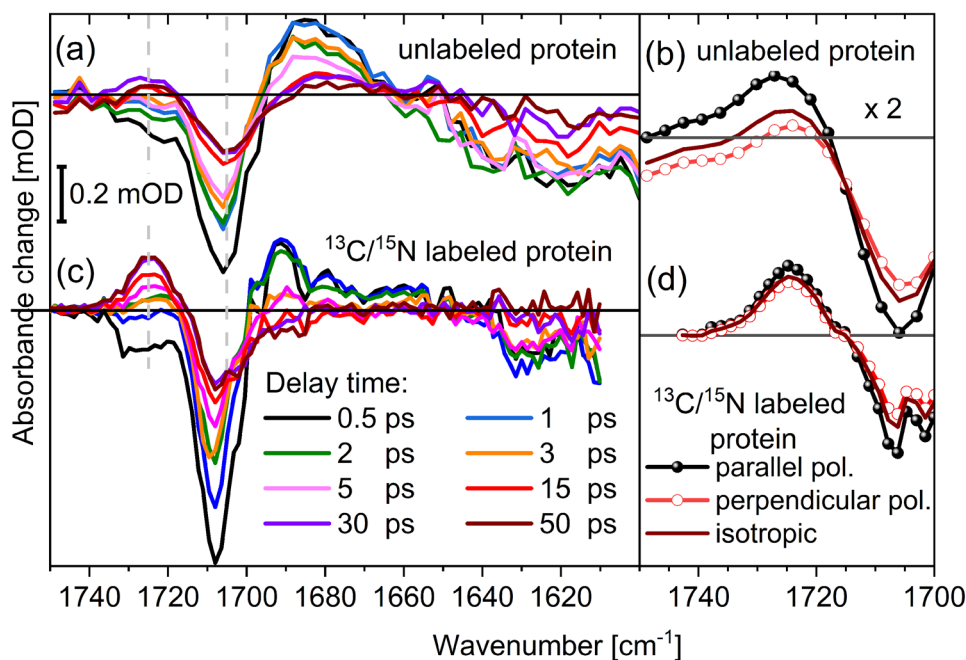 (a)
unlabeled protein
0.2 mOD
(c)
¹³C/¹⁵N labeled protein
Delay time:
0.5 ps
1 ps
2 ps
3 ps
5 ps
15 ps
30 ps
50 ps
Absorbance change [mOD]
1740 1720 1700 1680 1660 1640 1620
(b)
unlabeled protein
x 2
(d)
¹³C/¹⁵N labeled
protein
parallel pol.
perpendicular pol.
isotropic
1740 1720 1700
Wavenumber [cm⁻¹]